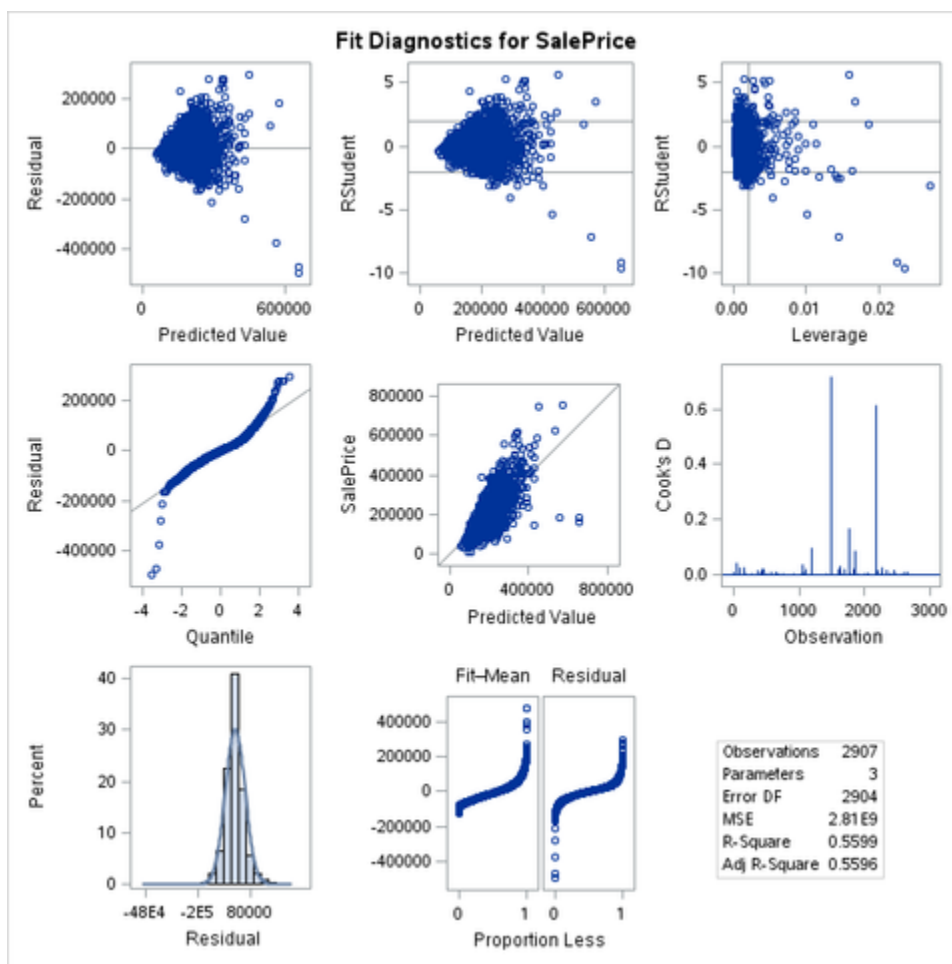 Fit Diagnostics for SalePrice
Residual
200000
0
-200000
-400000
0
600000
Predicted Value
RStudent
5
0
-5
-10
0
200000
400000
600000
Predicted Value
RStudent
5
0
-5
-10
0.00
0.01
0.02
Leverage
Residual
200000
0
-200000
-400000
-4
-2
0
2
4
Quantile
SalePrice
800000
600000
400000
200000
0
0
400000
800000
Predicted Value
Cook's D
0.6
0.4
0.2
0.0
0
1000
2000
3000
Observation
Percent
40
30
20
10
0
-48E4
-2E5
80000
Residual
Fit–Mean
Residual
400000
200000
0
-200000
-400000
0
1
0
1
Proportion Less
Observations 2907
Parameters 3
Error DF 2904
MSE 2.81E9
R-Square 0.5599
Adj R-Square 0.5596